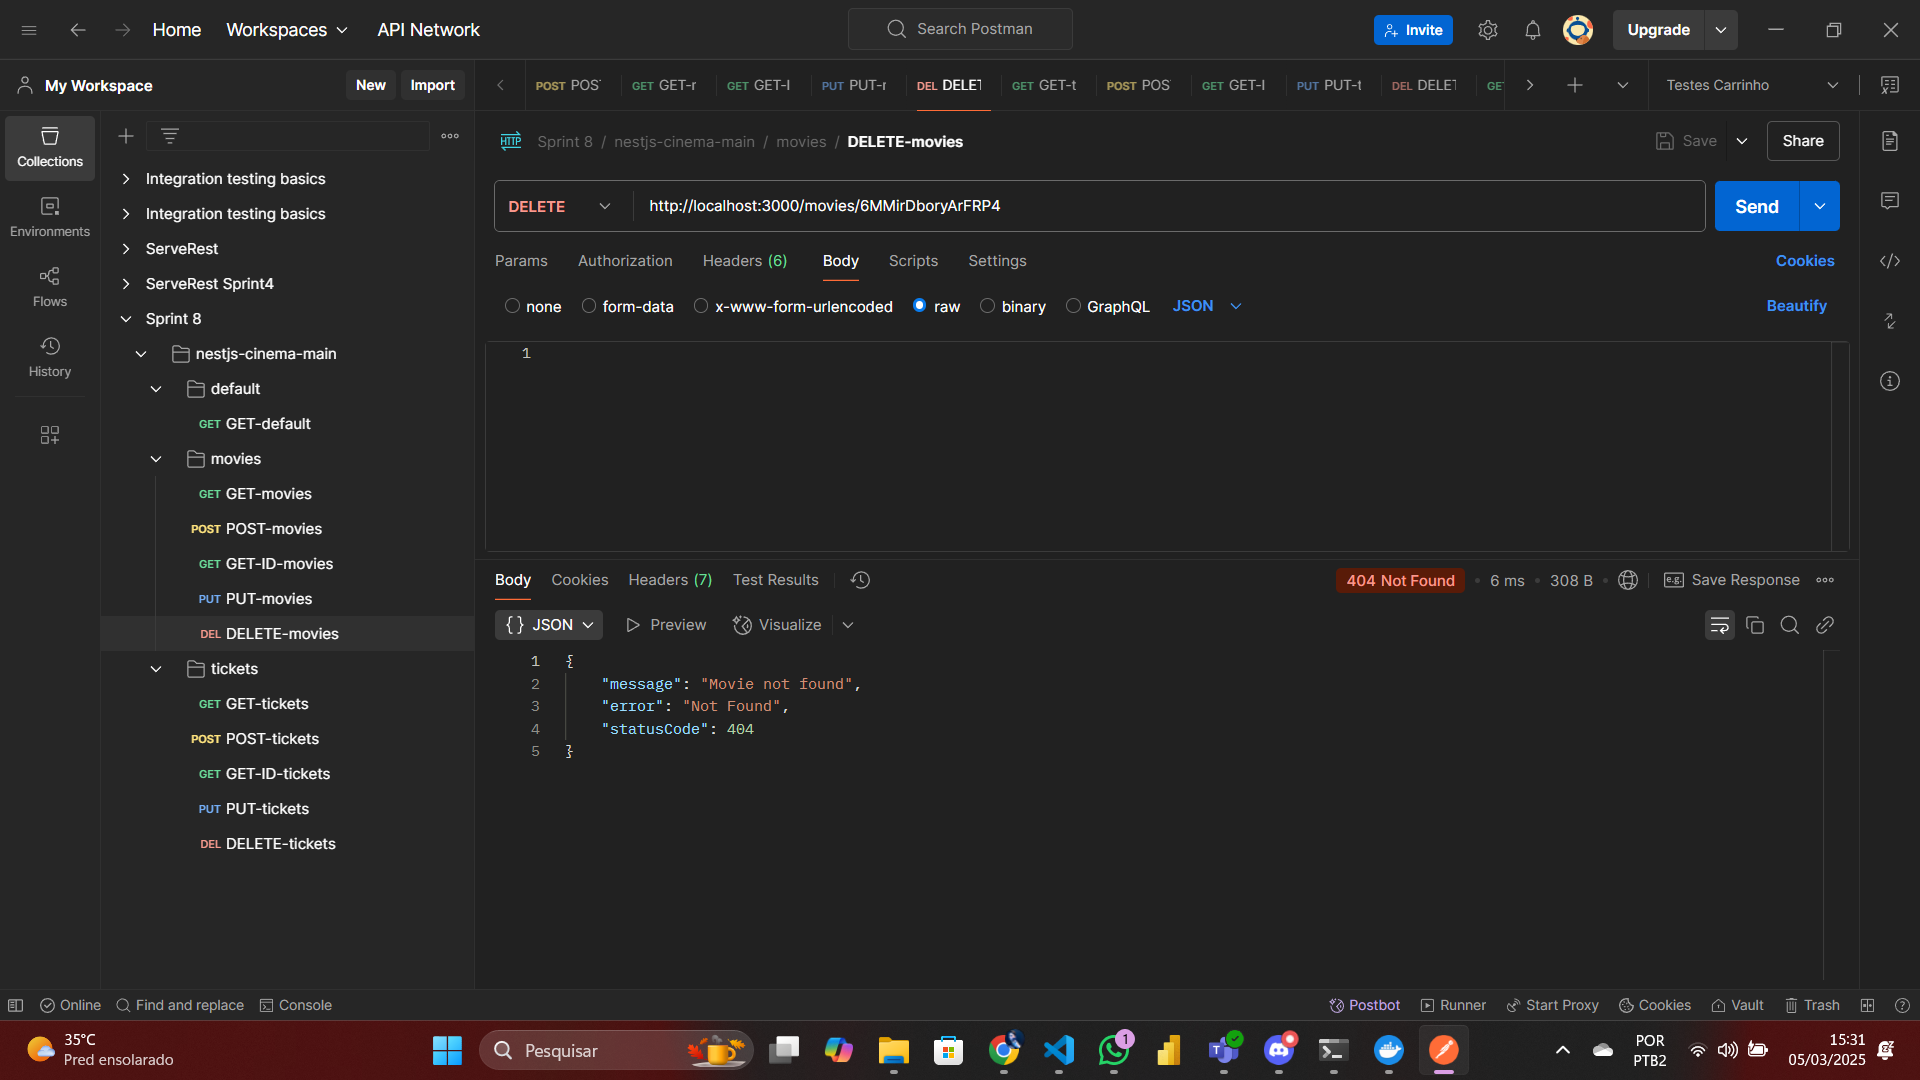 Home Workspaces API Network Search Postman Invite Upgrade
My Workspace New Import POST POS GET GET-r GET GET-I PUT PUT-r DEL DELET GET GET-t POST POS GET GET-I PUT PUT-t DEL DELET GE Testes Carrinho
Collections
Environments
Flows
History
Integration testing basics
Integration testing basics
ServeRest
ServeRest Sprint4
Sprint 8
nestjs-cinema-main
default
GET GET-default
movies
GET GET-movies
POST POST-movies
GET GET-ID-movies
PUT PUT-movies
DEL DELETE-movies
tickets
GET GET-tickets
POST POST-tickets
GET GET-ID-tickets
PUT PUT-tickets
DEL DELETE-tickets
HTTP Sprint 8 / nestjs-cinema-main / movies / DELETE-movies Save Share
DELETE http://localhost:3000/movies/6MMirDboryArFRP4 Send
Params Authorization Headers (6) Body Scripts Settings Cookies
none form-data x-www-form-urlencoded raw binary GraphQL JSON Beautify
1
Body Cookies Headers (7) Test Results 404 Not Found • 6 ms • 308 B • e.g. Save Response
{} JSON Preview Visualize
1 {
2 "message": "Movie not found",
3 "error": "Not Found",
4 "statusCode": 404
5 }
Online Find and replace Console Postbot Runner Start Proxy Cookies Vault Trash
35°C
Pred ensolarado
Pesquisar
1
POR
PTB2
15:31
05/03/2025